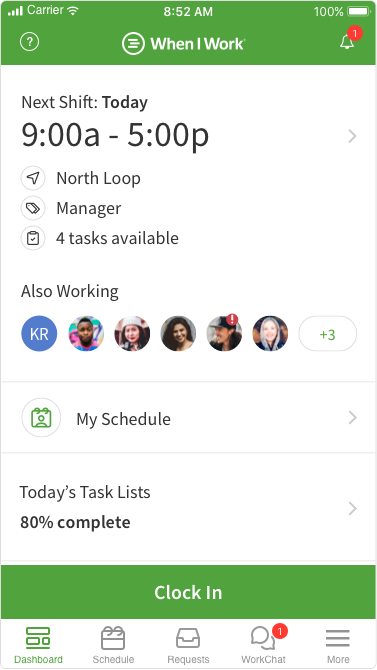 Carrier 8:52 AM 100%
? When I Work 1
Next Shift: Today
9:00a - 5:00p
North Loop
Manager
4 tasks available
Also Working
KR ! +3
My Schedule
Today's Task Lists
80% complete
Clock In
1
Dashboard Schedule Requests WorkChat More